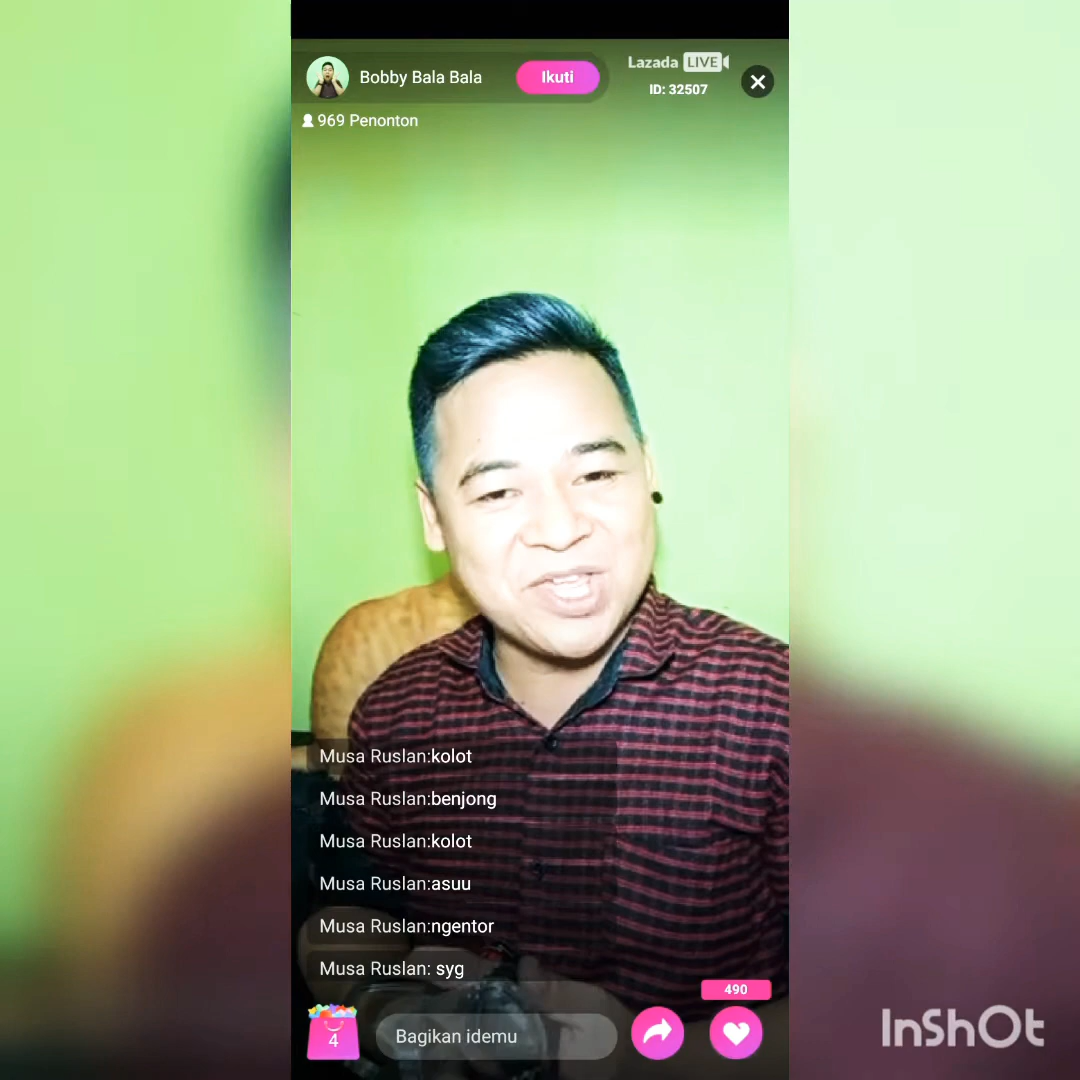 Bobby Bala Bala
Ikuti
Lazada LIVE
ID: 32507
969 Penonton
Musa Ruslan:kolot
Musa Ruslan:benjong
Musa Ruslan:kolot
Musa Ruslan:asuu
Musa Ruslan:ngentor
Musa Ruslan: syg
490
4
Bagikan idemu
InShOt